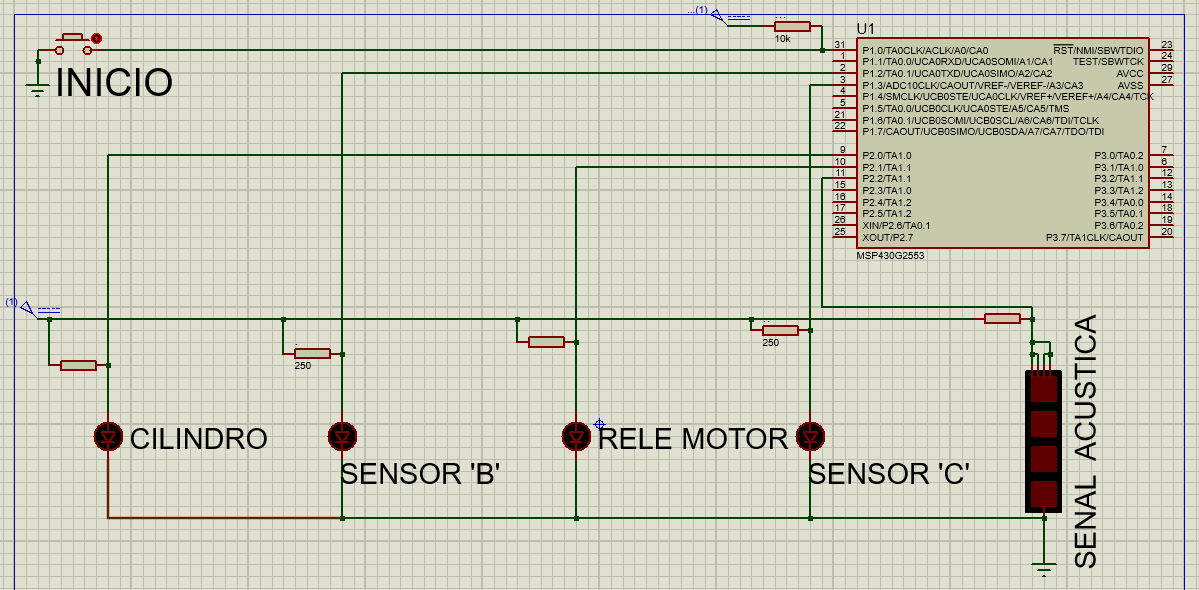 ...(1)
10k
INICIO
U1
31 P1.0/TA0CLK/ACLK/A0/CA0
1 P1.1/TA0.0/UCA0RXD/UCA0SOMI/A1/CA1
2 P1.2/TA0.1/UCA0TXD/UCA0SIMO/A2/CA2
3 P1.3/ADC10CLK/CAOUT/VREF-/VEREF-/A3/CA3
4 P1.4/SMCLK/UCB0STE/UCA0CLK/VREF+/VEREF+/A4/CA4/TCK
5 P1.5/TA0.0/UCB0CLK/UCA0STE/A5/CA5/TMS
21 P1.6/TA0.1/UCB0SOMI/UCB0SCL/A6/CA6/TDI/TCLK
22 P1.7/CAOUT/UCB0SIMO/UCB0SDA/A7/CA7/TDO/TDI
9 P2.0/TA1.0
10 P2.1/TA1.1
11 P2.2/TA1.1
15 P2.3/TA1.0
16 P2.4/TA1.2
17 P2.5/TA1.2
26 XIN/P2.6/TA0.1
25 XOUT/P2.7
RST/NMI/SBWTDIO 23
TEST/SBWTCK 24
AVCC 29
AVSS 27
P3.0/TA0.2 7
P3.1/TA1.0 6
P3.2/TA1.1 12
P3.3/TA1.2 13
P3.4/TA0.0 14
P3.5/TA0.1 18
P3.6/TA0.2 19
P3.7/TA1CLK/CAOUT 20
MSP430G2553
(1)
250
250
CILINDRO
SENSOR 'B'
RELE MOTOR
SENSOR 'C'
SENAL ACUSTICA